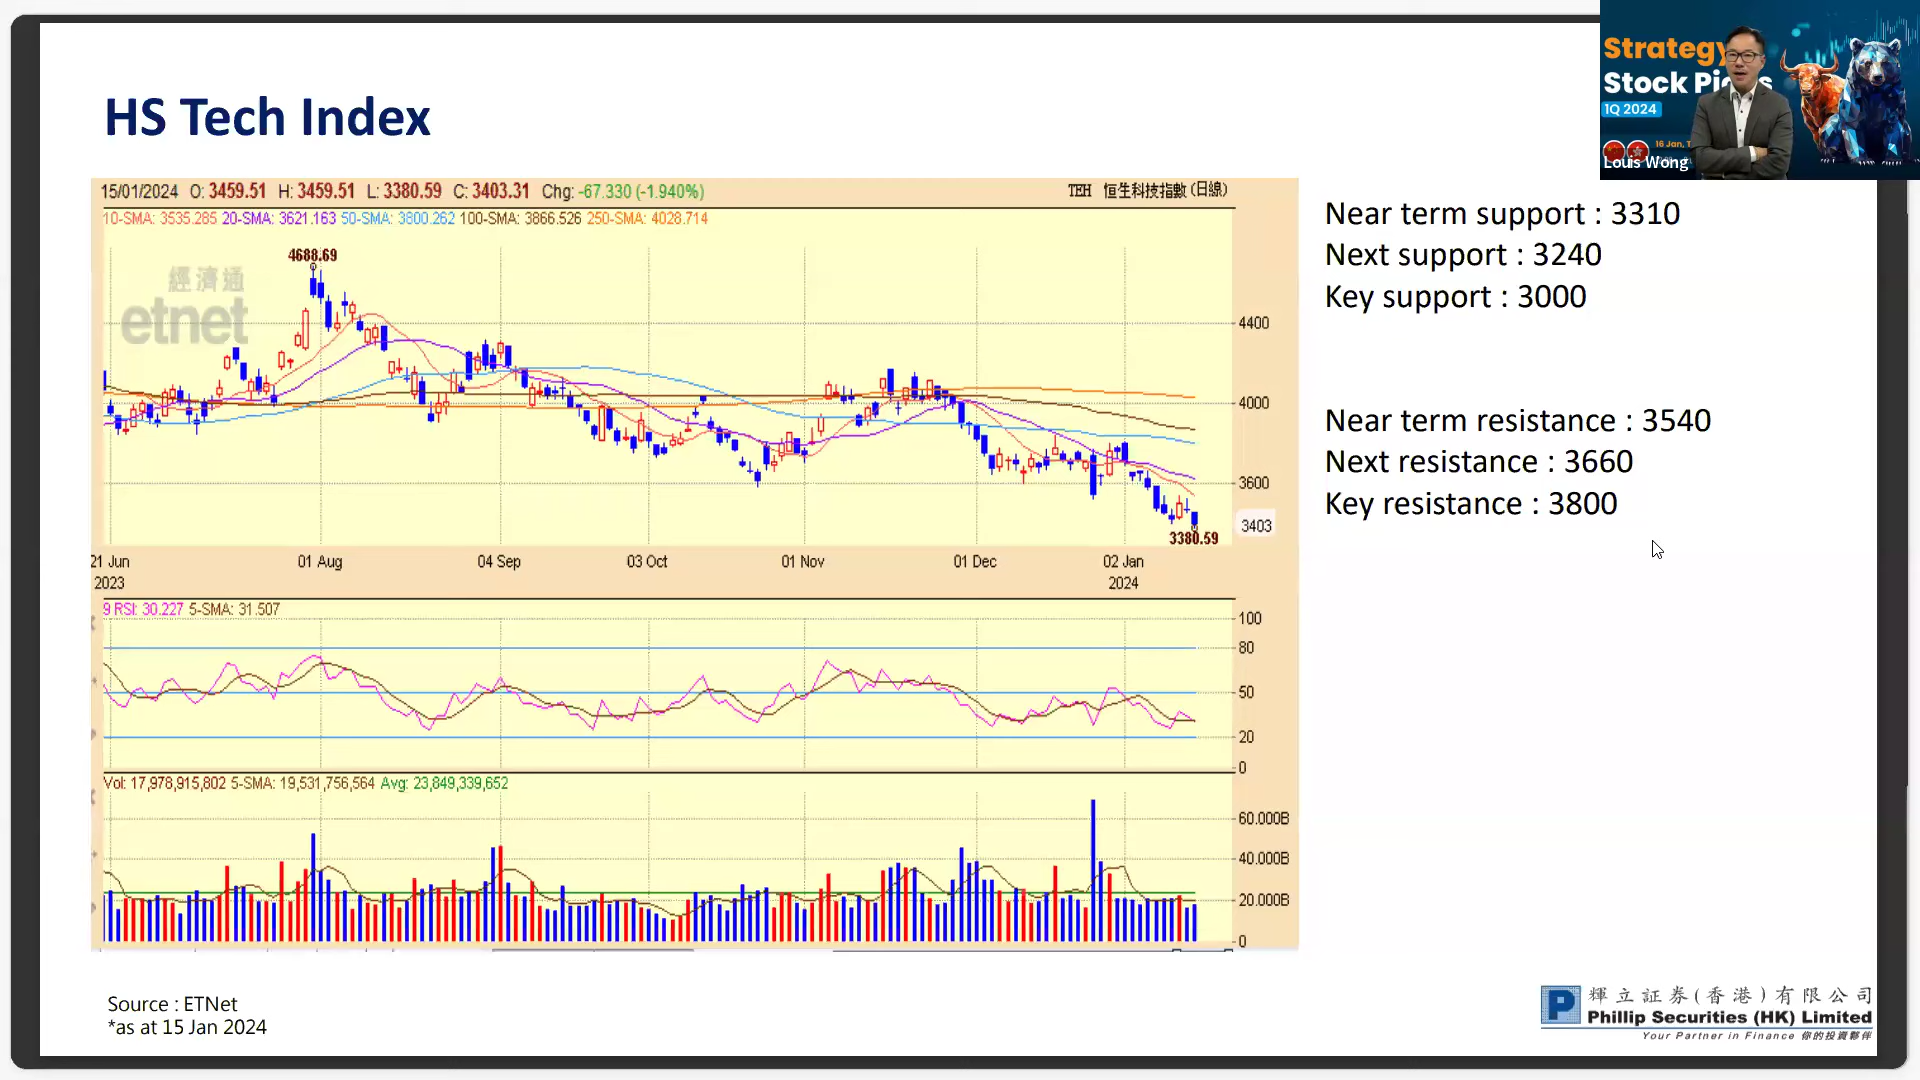 HS Tech Index
Strategy
Stock Pi
1Q 2024
16 Jan, T
Louis Wong
15/01/2024 O: 3459.51 H: 3459.51 L: 3380.59 C: 3403.31 Chg: -67.330 (-1.940%)
TEH 恒生科技指數(日線)
10-SMA: 3535.285 20-SMA: 3621.163 50-SMA: 3800.262 100-SMA: 3866.526 250-SMA: 4028.714
4688.69
經濟通
etnet
4400
4000
3600
3403
3380.59
21 Jun
01 Aug
04 Sep
03 Oct
01 Nov
01 Dec
02 Jan
2023
2024
9 RSI: 30.227 5-SMA: 31.507
100
80
50
20
0
Vol: 17,978,915,802 5-SMA: 19,531,756,564 Avg: 23,849,339,652
60.000B
40.000B
20.000B
0
Near term support : 3310
Next support : 3240
Key support : 3000
Near term resistance : 3540
Next resistance : 3660
Key resistance : 3800
Source : ETNet
*as at 15 Jan 2024
輝立証券(香港)有限公司
Phillip Securities (HK) Limited
Your Partner in Finance 你的投資夥伴